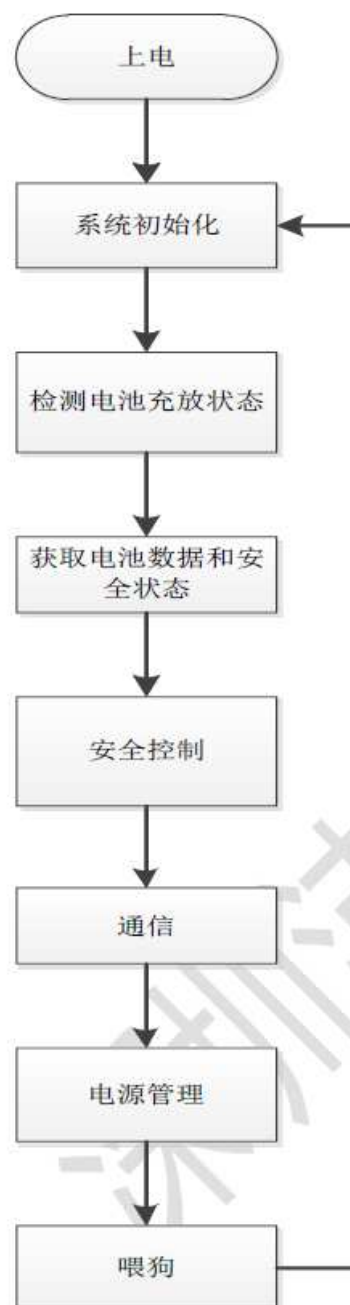 上电
系统初始化
检测电池充放状态
获取电池数据和安
全状态
安全控制
通信
电源管理
喂狗